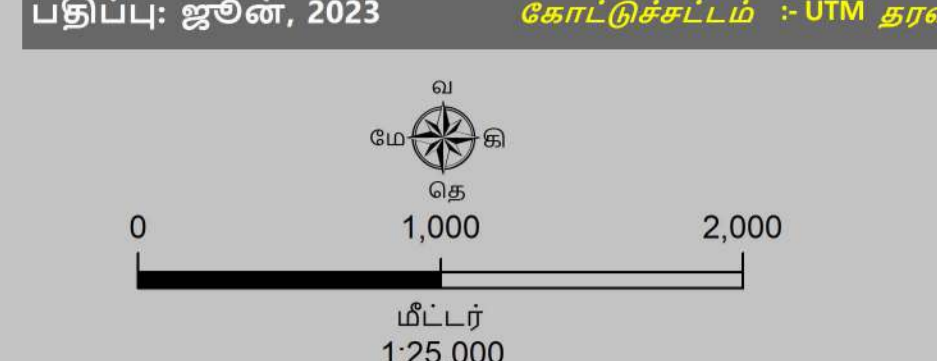 பதிப்பு: ஜூன், 2023 கோட்டுச்சட்டம் :- UTM
வ
மே கி
தெ
0 1,000 2,000
மீட்டர்
1:25,000